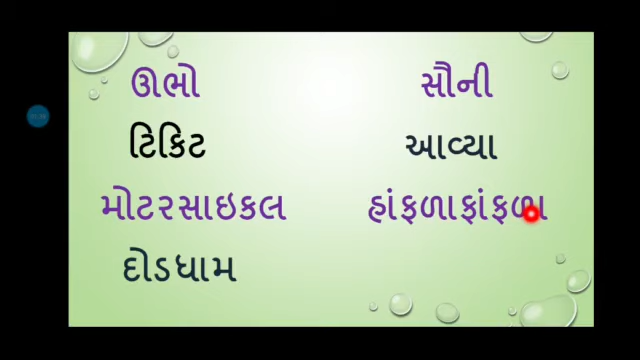 ઊભો
ટિકિટ
મોટરસાઇકલ
દોડધામ
સૌની
આવ્યા
હાંફળાફાંફળા